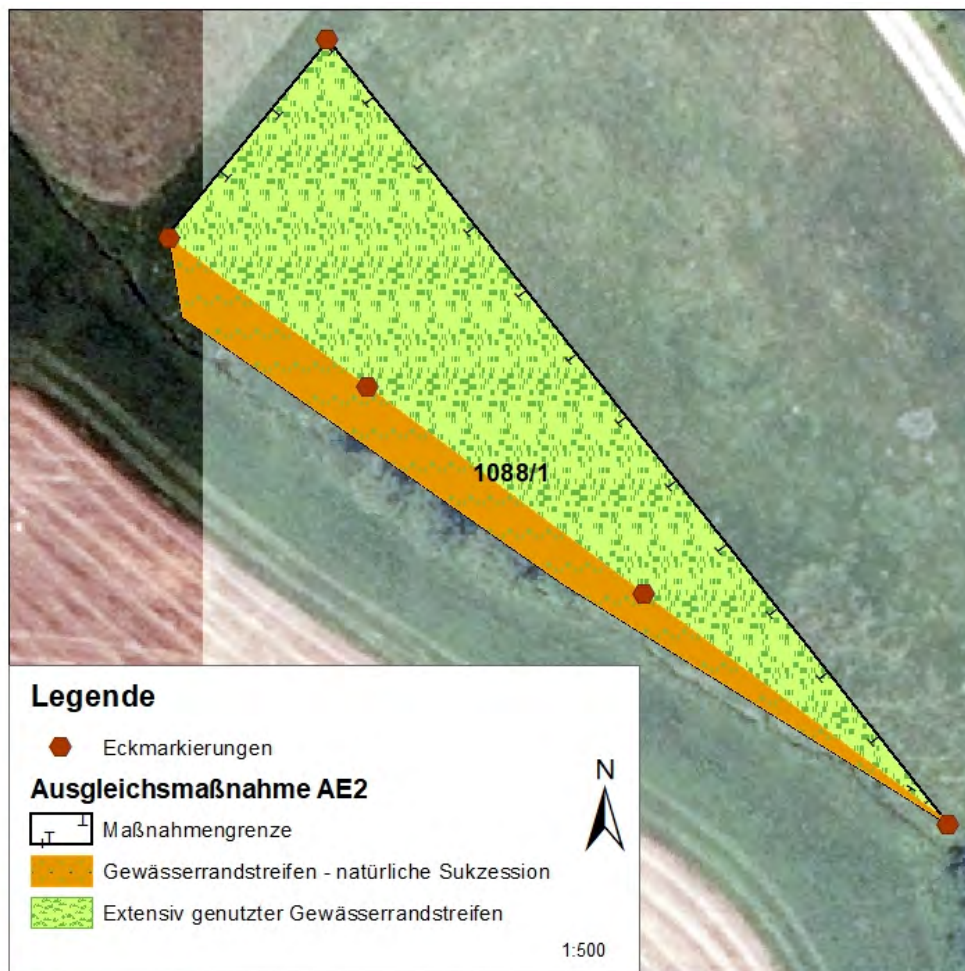 1088/1
Legende
Eckmarkierungen
Ausgleichsmaßnahme AE2
Maßnahmengrenze
Gewässerrandstreifen - natürliche Sukzession
Extensiv genutzter Gewässerrandstreifen
N
1:500